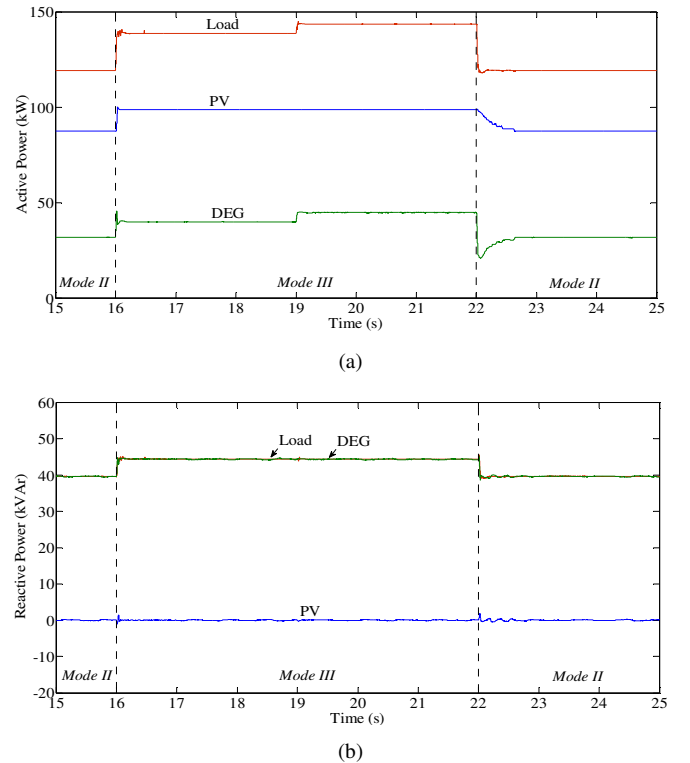 150
100
50
0
Active Power (kW)
Load
PV
DEG
Mode II
Mode III
Mode II
15 16 17 18 19 20 21 22 23 24 25
Time (s)
(a)
60
50
40
30
20
10
0
-10
-20
Reactive Power (kVAr)
Load DEG
PV
Mode II
Mode III
Mode II
15 16 17 18 19 20 21 22 23 24 25
Time (s)
(b)